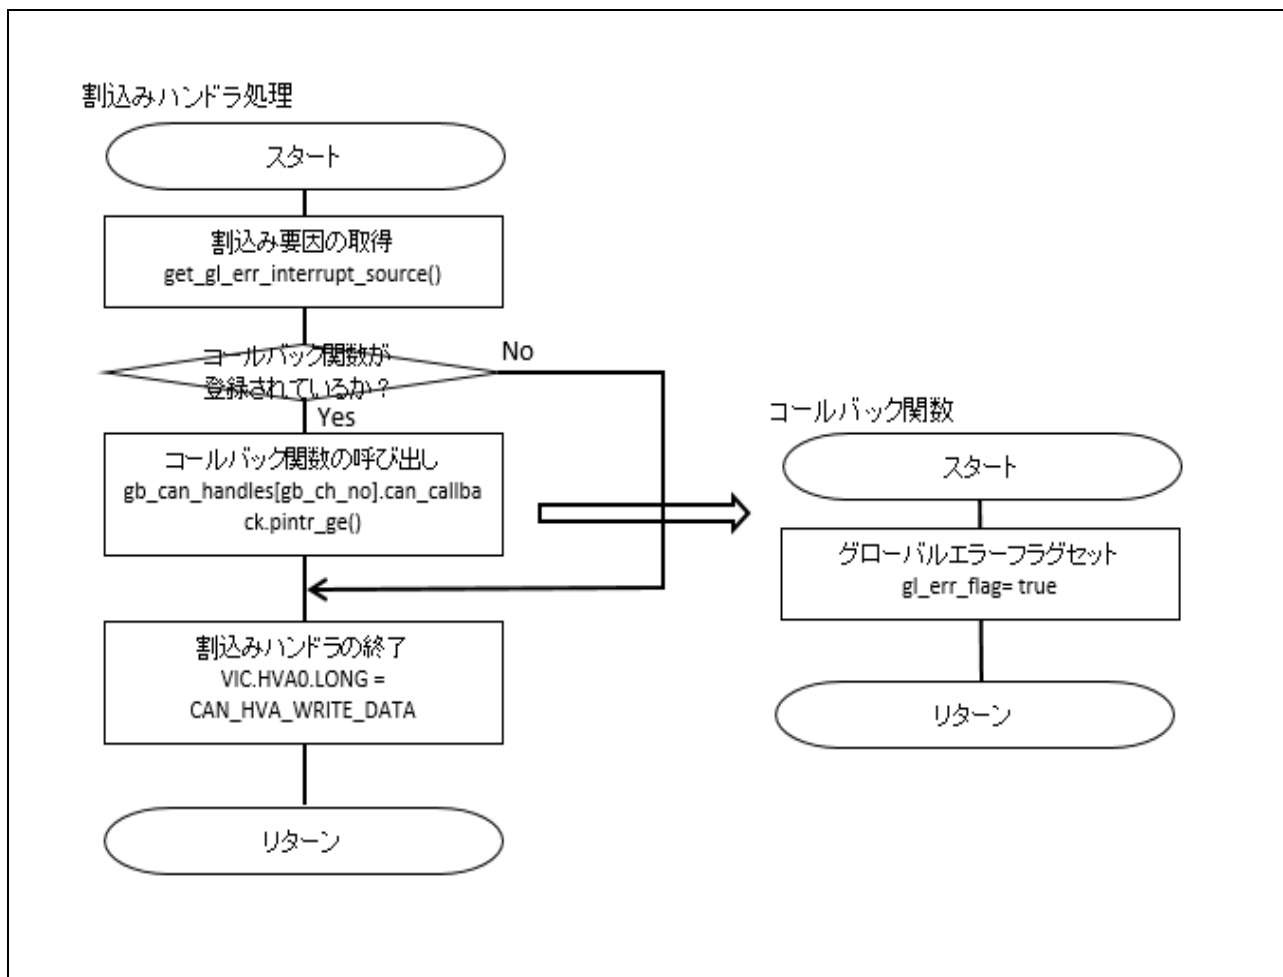 割込みハンドラ処理
スタート
割込み要因の取得
get_gl_err_interrupt_source()
コールバック関数が
登録されているか？
No
Yes
コールバック関数の呼び出し
gb_can_handles[gb_ch_no].can_callba
ck.pintr_ge()
割込みハンドラの終了
VIC.HVA0.LONG =
CAN_HVA_WRITE_DATA
リターン
コールバック関数
スタート
グローバルエラーフラグセット
gl_err_flag= true
リターン